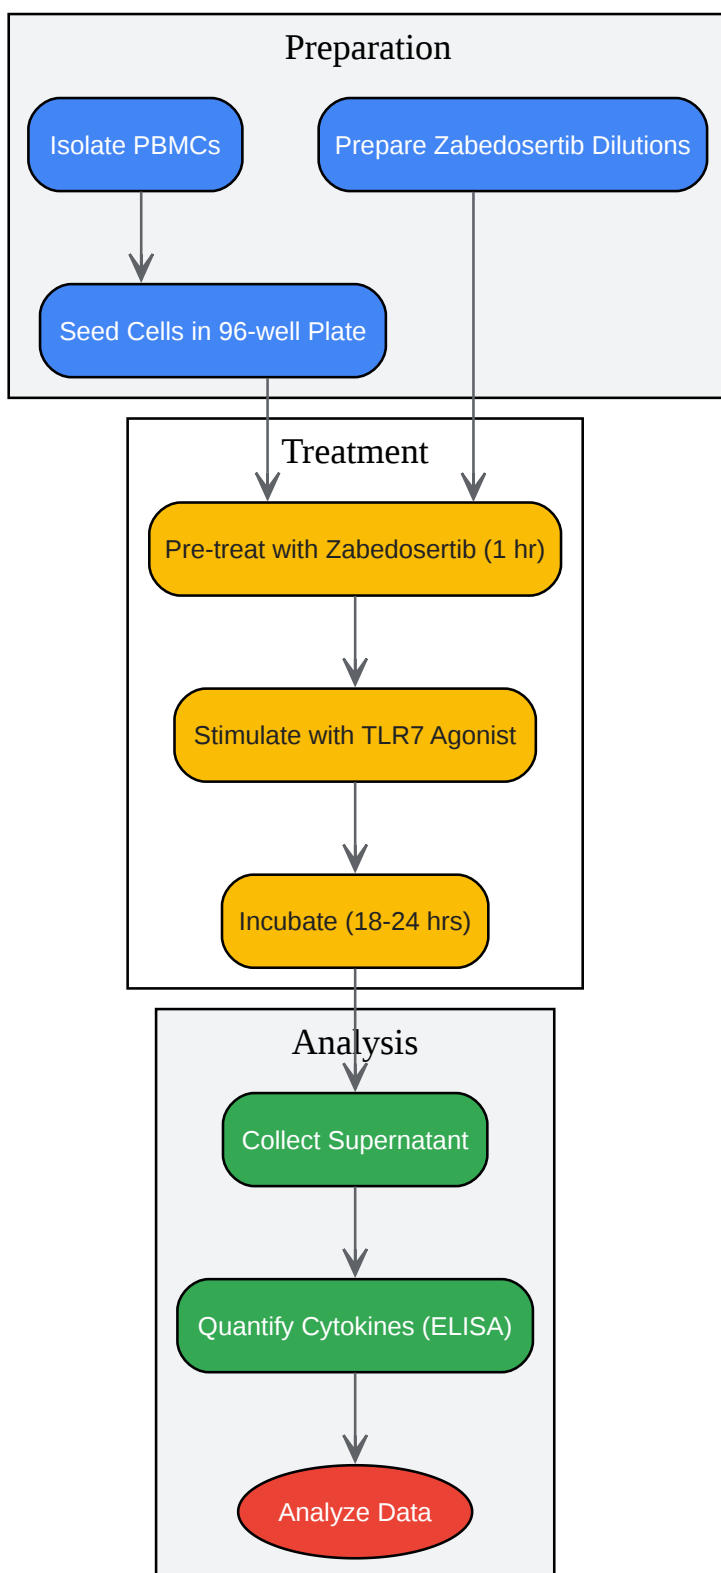 Preparation
Isolate PBMCs
Prepare Zabedosertib Dilutions
Seed Cells in 96-well Plate
Treatment
Pre-treat with Zabedosertib (1 hr)
Stimulate with TLR7 Agonist
Incubate (18-24 hrs)
Analysis
Collect Supernatant
Quantify Cytokines (ELISA)
Analyze Data